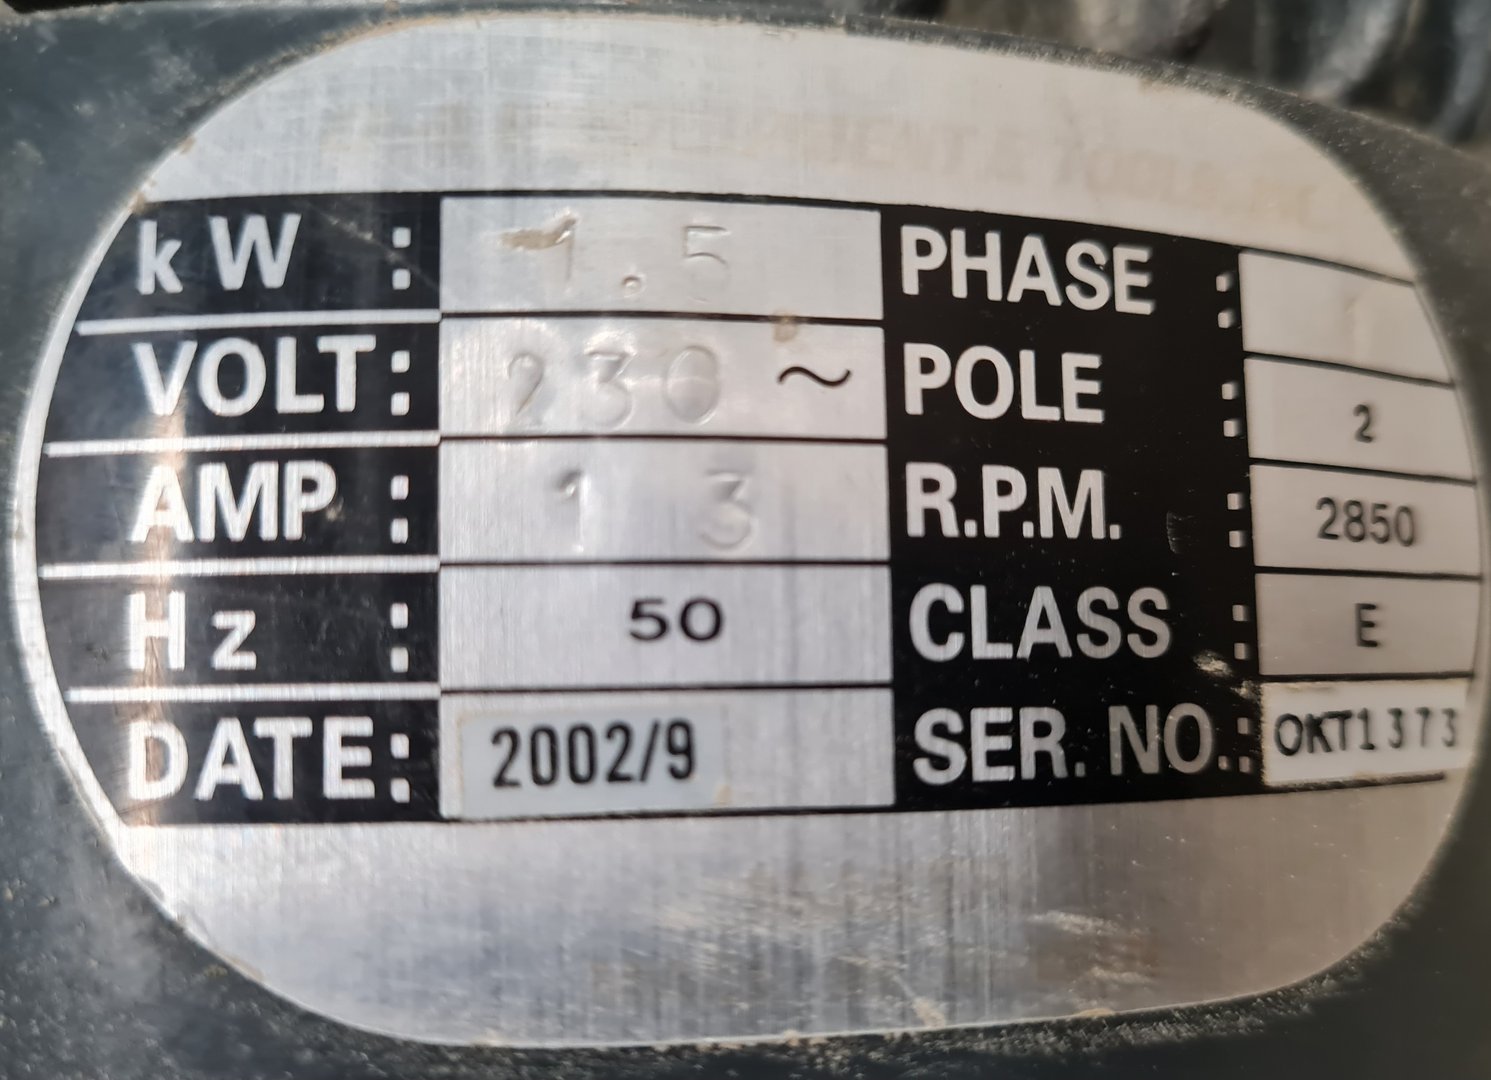 kW : 1.5 PHASE : 1
VOLT : 230 ~ POLE : 2
AMP : 13 R.P.M. : 2850
Hz : 50 CLASS : E
DATE: 2002/9 SER. NO.: OKT1373